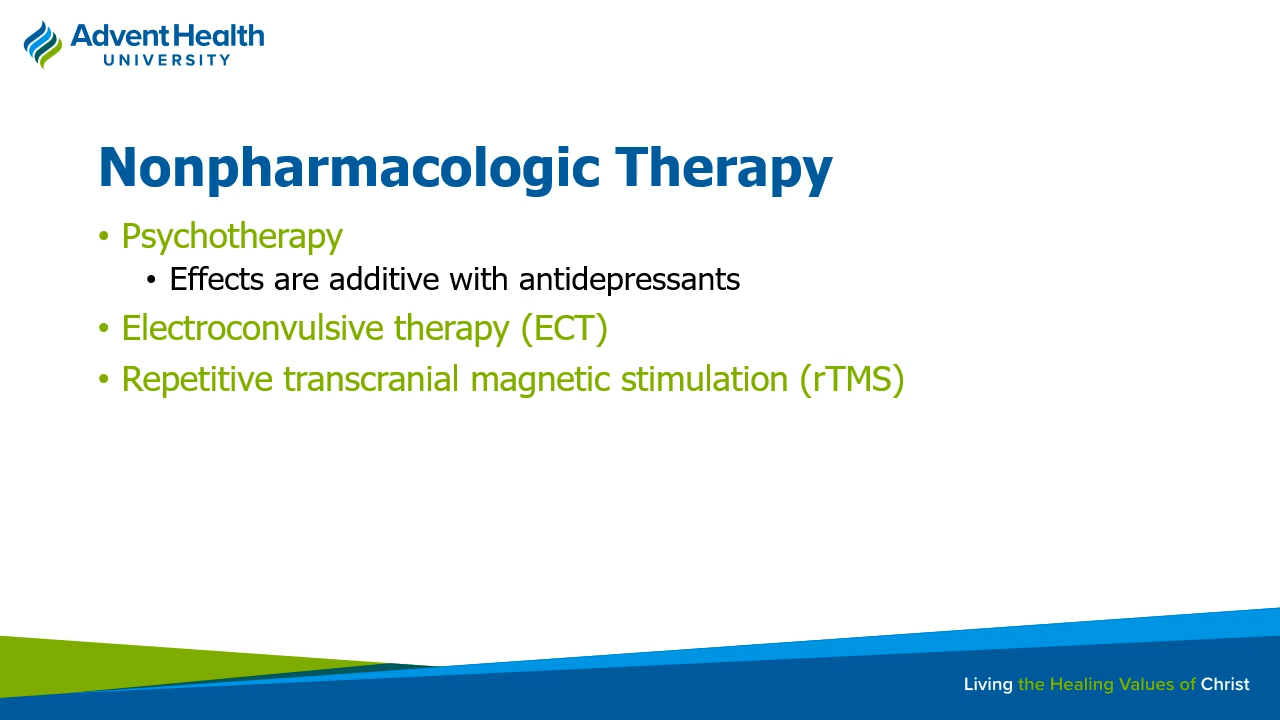 AdventHealth
UNIVERSITY
Nonpharmacologic Therapy
• Psychotherapy
• Effects are additive with antidepressants
• Electroconvulsive therapy (ECT)
• Repetitive transcranial magnetic stimulation (rTMS)
Living the Healing Values of Christ